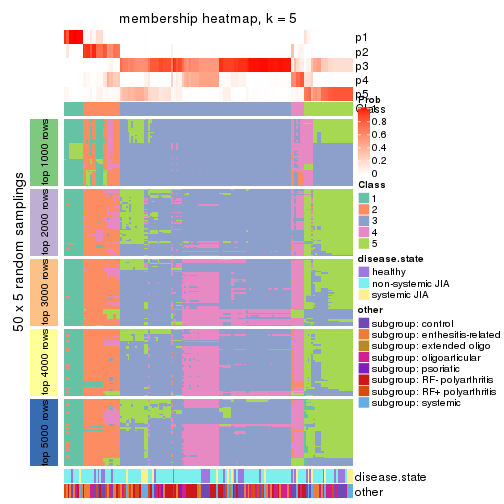 membership heatmap, k = 5
p1
p2
p3
p4
p5
Class
Prob
1
0.8
0.6
0.4
0.2
0
Class
1
2
3
4
5
disease.state
healthy
non-systemic JIA
systemic JIA
other
subgroup: control
subgroup: enthesitis-related
subgroup: extended oligo
subgroup: oligoarticular
subgroup: psoriatic
subgroup: RF- polyarthritis
subgroup: RF+ polyarthritis
subgroup: systemic
50 x 5 random samplings
top 1000 rows
top 2000 rows
top 3000 rows
top 4000 rows
top 5000 rows
disease.state
other